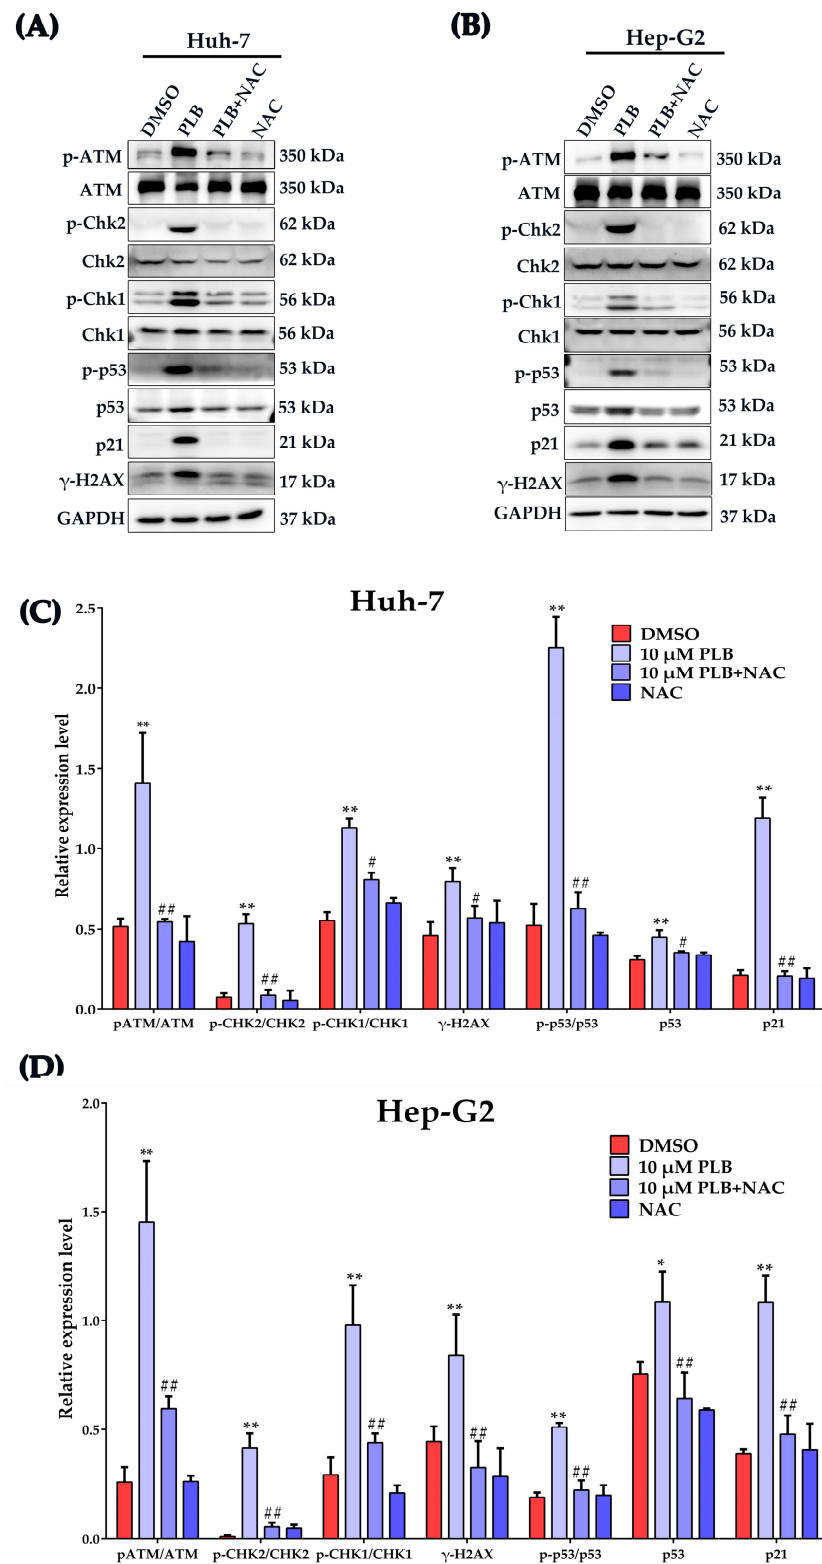 (A)
Huh-7
DMSO
PLB
PLB+NAC
NAC
p-ATM 350 kDa
ATM 350 kDa
p-Chk2 62 kDa
Chk2 62 kDa
p-Chk1 56 kDa
Chk1 56 kDa
p-p53 53 kDa
p53 53 kDa
p21 21 kDa
γ-H2AX 17 kDa
GAPDH 37 kDa
(B)
Hep-G2
DMSO
PLB
PLB+NAC
NAC
p-ATM 350 kDa
ATM 350 kDa
p-Chk2 62 kDa
Chk2 62 kDa
p-Chk1 56 kDa
Chk1 56 kDa
p-p53 53 kDa
p53 53 kDa
p21 21 kDa
γ-H2AX 17 kDa
GAPDH 37 kDa
(C)
Huh-7
DMSO
10 μM PLB
10 μM PLB+NAC
NAC
Relative expression level
2.5
2.0
1.5
1.0
0.5
0.0
** ## ** ## ** # ** # ** ## ** # ** ##
pATM/ATM p-CHK2/CHK2 p-CHK1/CHK1 γ-H2AX p-p53/p53 p53 p21
(D)
Hep-G2
DMSO
10 μM PLB
10 μM PLB+NAC
NAC
Relative expression level
2.0
1.5
1.0
0.5
0.0
** ## ** ## ** ## ** ## ** ## * ## ** ##
pATM/ATM p-CHK2/CHK2 p-CHK1/CHK1 γ-H2AX p-p53/p53 p53 p21